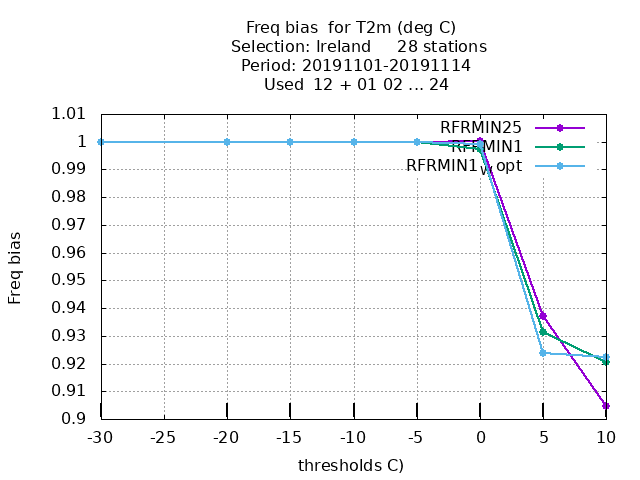 Freq bias for T2m (deg C)
Selection: Ireland 28 stations
Period: 20191101-20191114
Used 12 + 01 02 ... 24
RFRMIN25
RFRMIN1
RFRMIN1w opt
1.01
1
0.99
0.98
0.97
0.96
0.95
0.94
0.93
0.92
0.91
0.9
Freq bias
-30 -25 -20 -15 -10 -5 0 5 10
thresholds C)